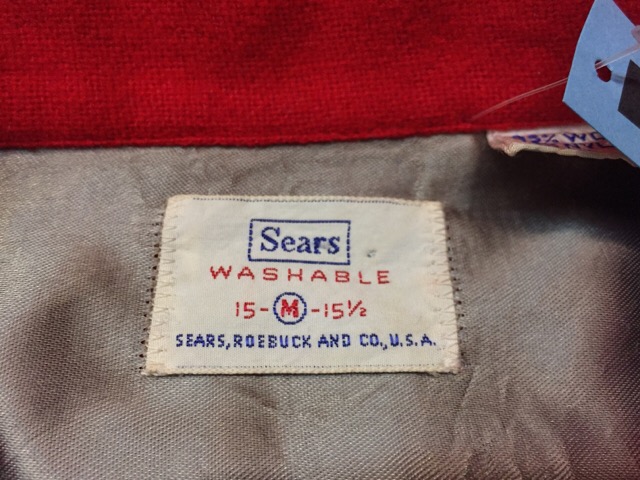 Sears
WASHABLE
15-M-15½
SEARS, ROEBUCK AND CO., U.S.A.